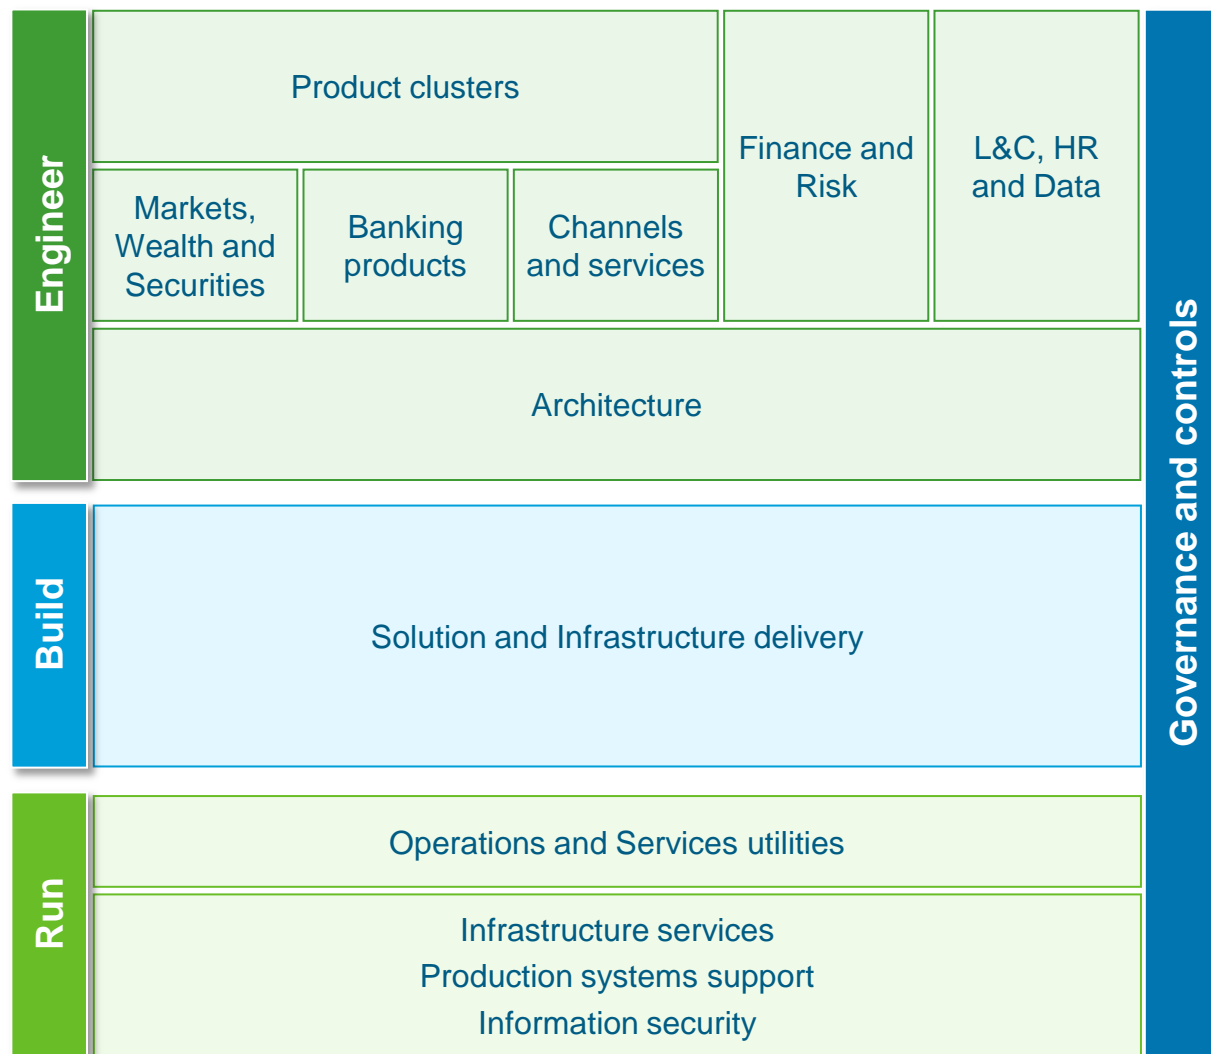 Engineer
Product clusters
Markets,
Wealth and
Securities
Banking
products
Channels
and services
Finance and
Risk
L&C, HR
and Data
Architecture
Build
Solution and Infrastructure delivery
Run
Operations and Services utilities
Infrastructure services
Production systems support
Information security
Governance and controls